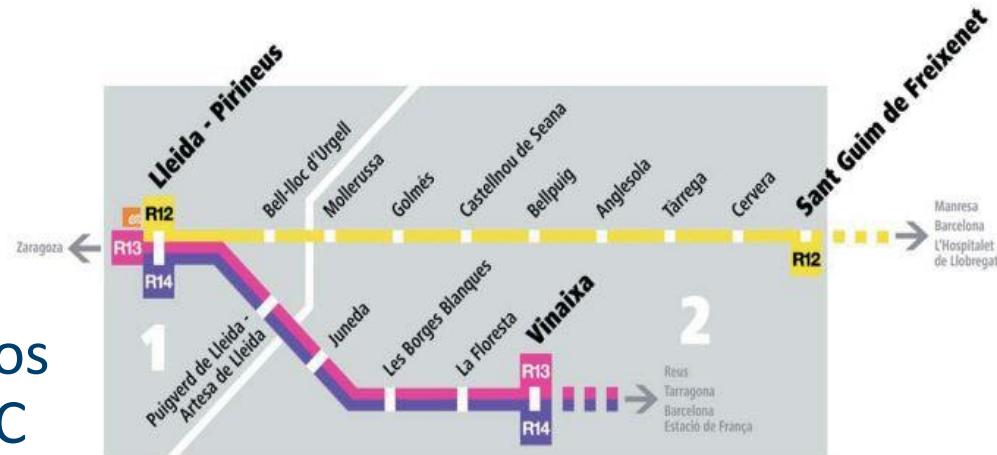 Lleida - Pirineus
Bell-lloc d'Urgell
Mollerussa
Golmés
Castellnou de Seana
Bellpuig
Anglesola
Tàrrega
Cervera
Sant Guim de Freixenet
R12
Zaragoza
R13
R14
R12
Manresa
Barcelona
L'Hospitalet
de Llobregat
1
2
Puigverd de Lleida -
Artesa de Lleida
Juneda
Les Borges Blanques
La Floresta
Vinaixa
R13
R14
Reus
Tarragona
Barcelona
Estació de França
os
C